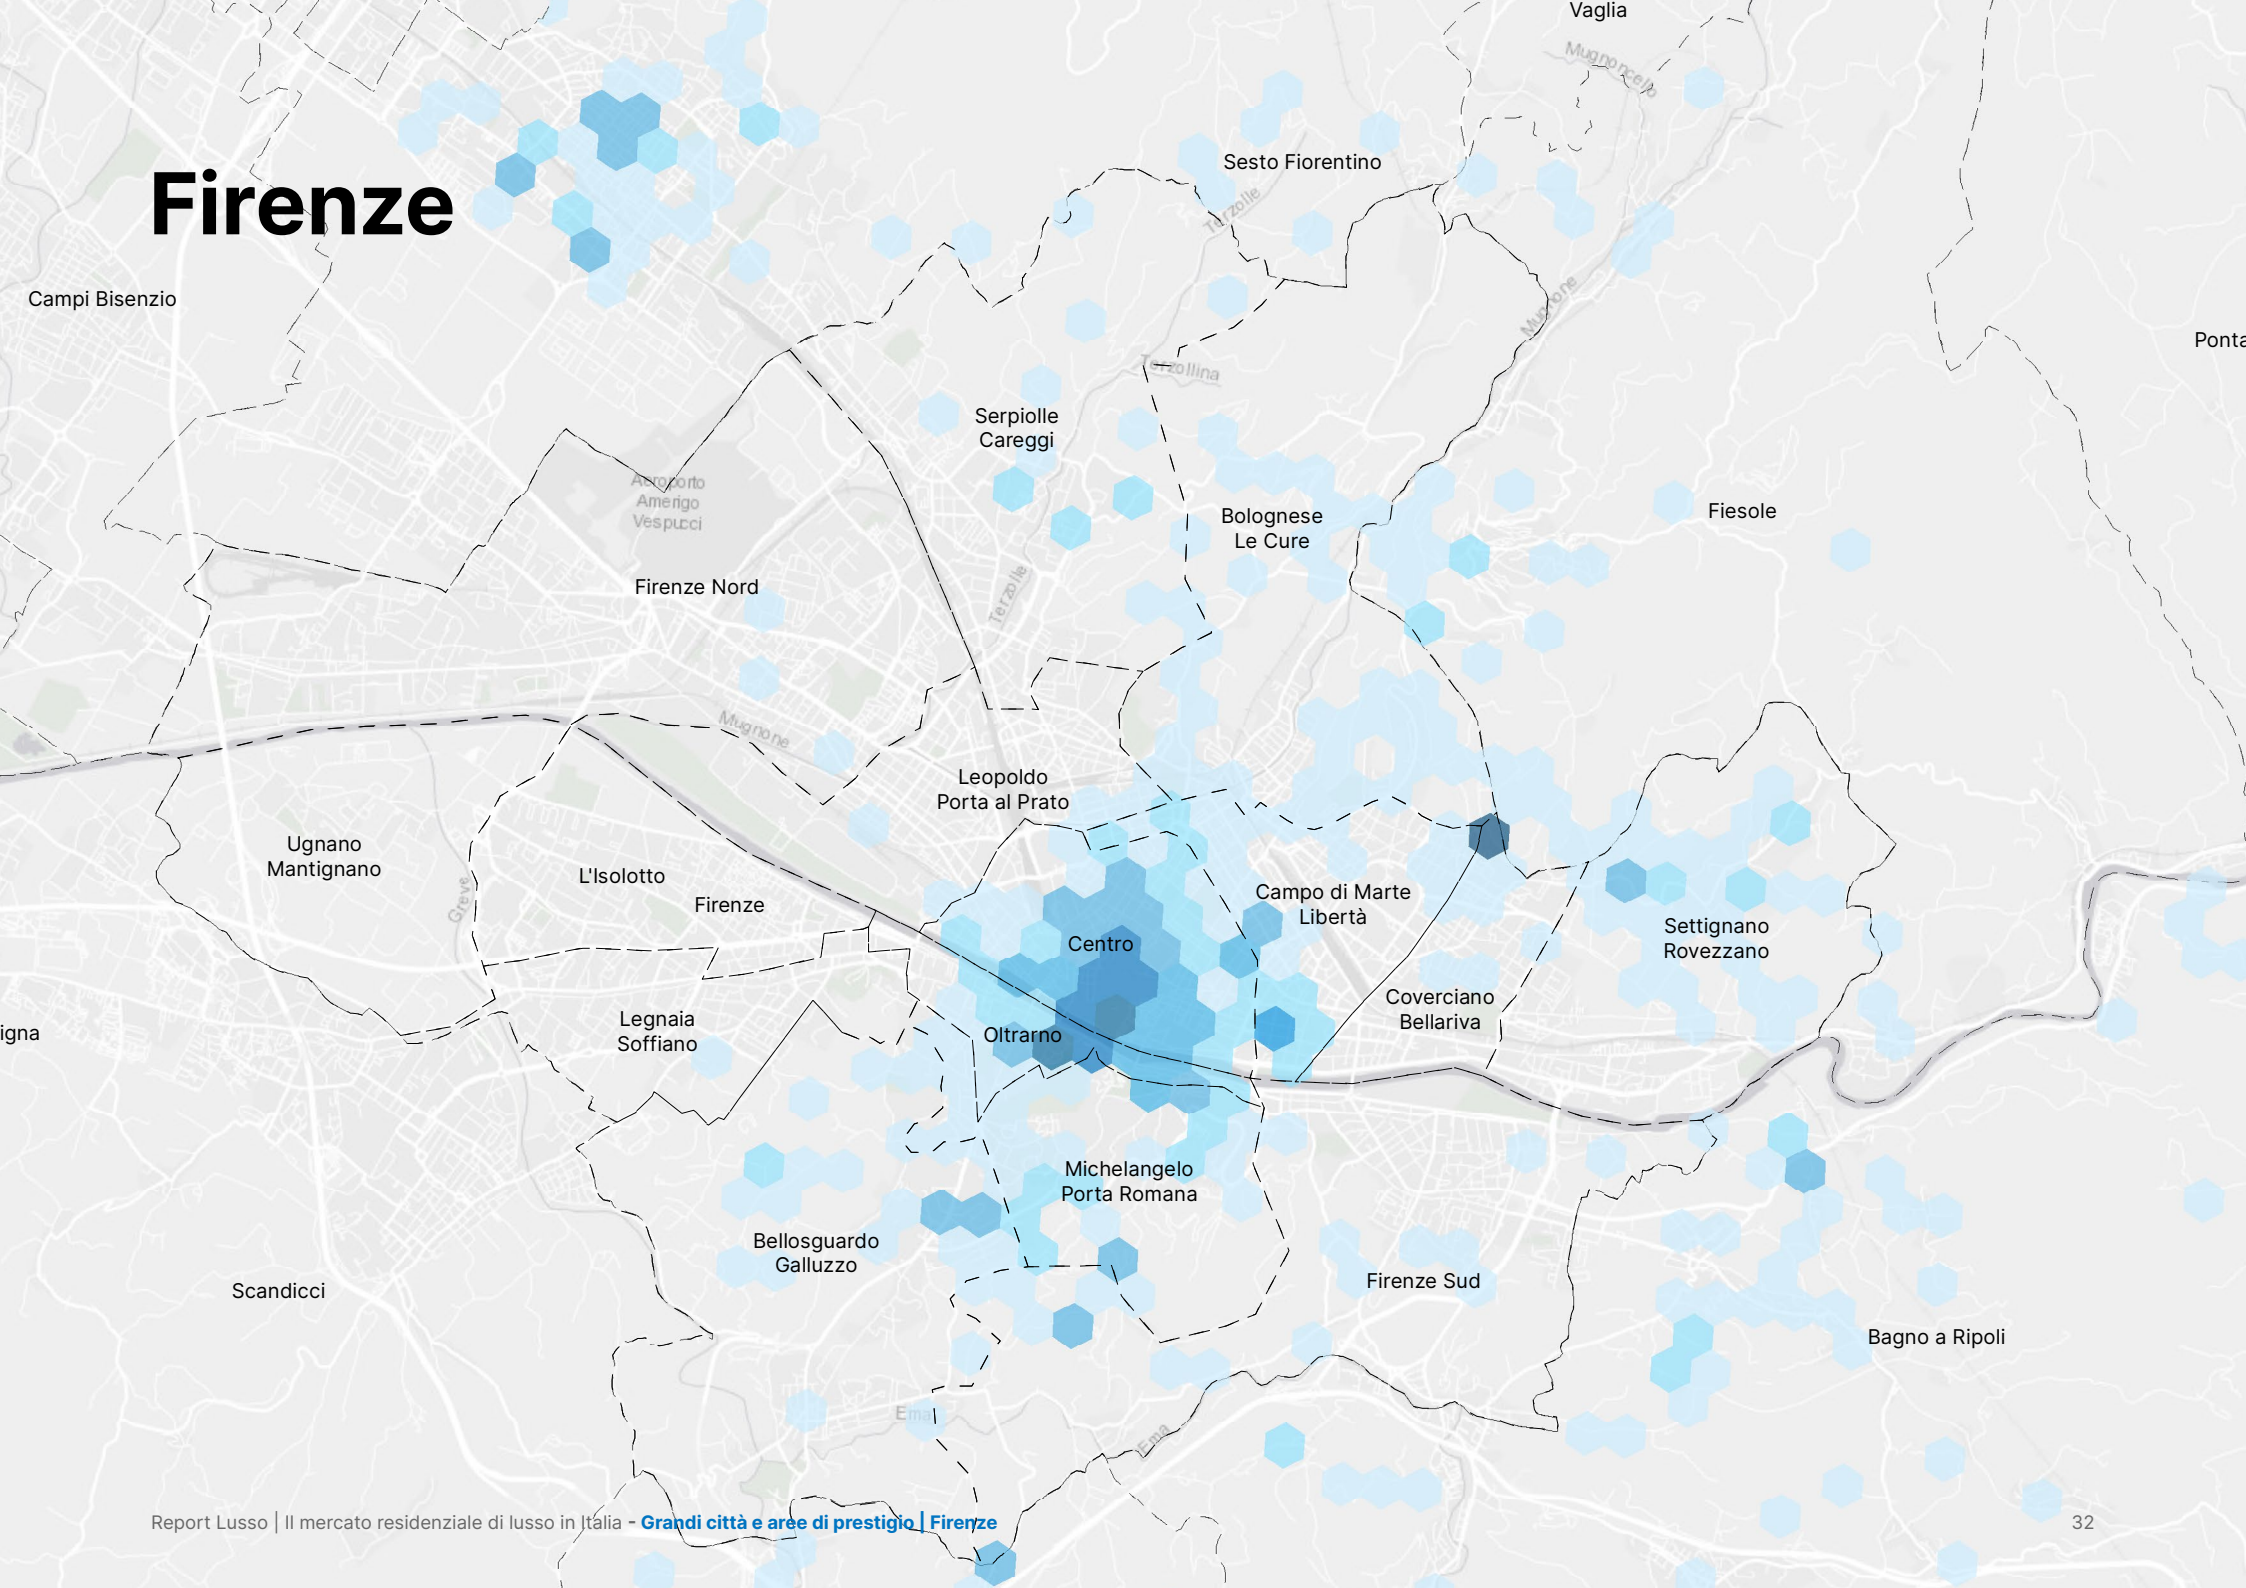 Vaglia
Mugnoncello
Sesto Fiorentino
Firenze
Terzolle
Campi Bisenzio
Mugnone
Ponta
Terzollina
Serpiolle
Careggi
Aeroporto
Amerigo
Vespucci
Bolognese
Le Cure
Fiesole
Firenze Nord
Terzolle
Mugnone
Leopoldo
Porta al Prato
Ugnano
Mantignano
L'Isolotto
Firenze
Greve
Campo di Marte
Libertà
Centro
Settignano
Rovezzano
Coverciano
Bellariva
igna
Legnaia
Soffiano
Oltrarno
Michelangelo
Porta Romana
Bellosguardo
Galluzzo
Scandicci
Firenze Sud
Bagno a Ripoli
Ema
Ema
Report Lusso | Il mercato residenziale di lusso in Italia - Grandi città e aree di prestigio | Firenze
32